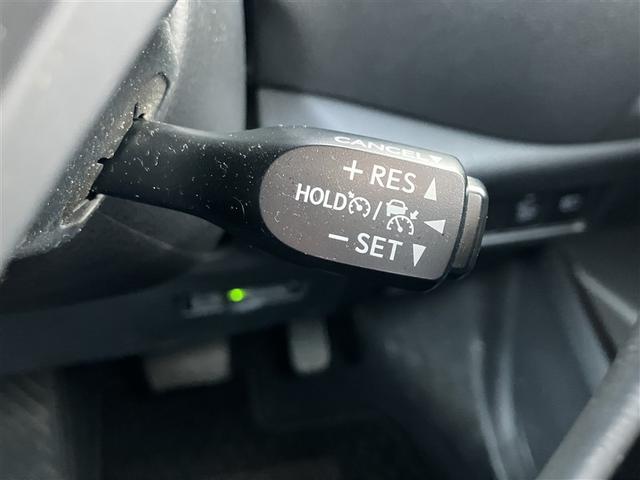 CANCEL
+ RES
HOLD /
- SET